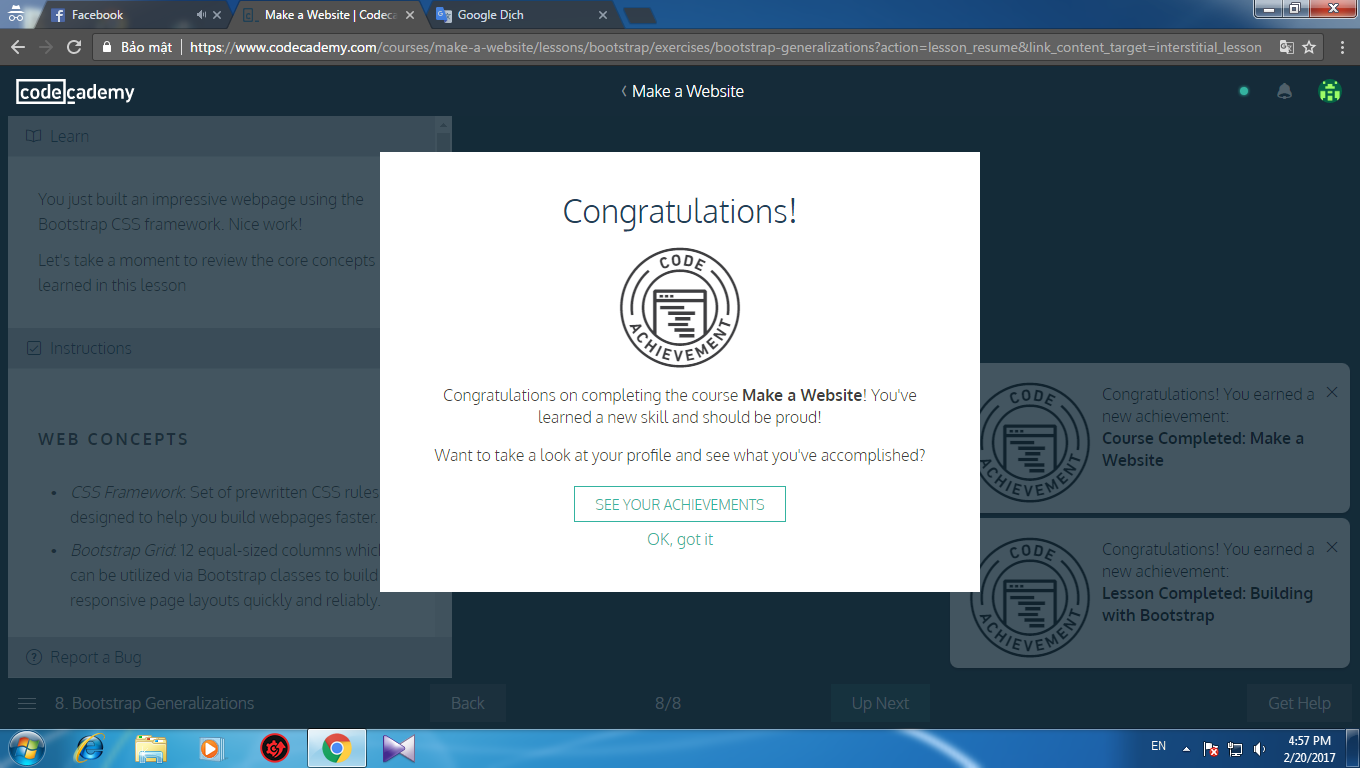 Facebook
Make a Website | Codeca
Google Dịch
Bảo mật
https://www.codecademy.com/courses/make-a-website/lessons/bootstrap/exercises/bootstrap-generalizations?action=lesson_resume&link_content_target=interstitial_lesson
codecademy
Make a Website
Learn
You just built an impressive webpage using the
Bootstrap CSS framework. Nice work!
Let's take a moment to review the core concepts
learned in this lesson
Instructions
WEB CONCEPTS
• CSS Framework: Set of prewritten CSS rules
designed to help you build webpages faster.
• Bootstrap Grid: 12 equal-sized columns whic
can be utilized via Bootstrap classes to build
responsive page layouts quickly and reliably.
Report a Bug
Congratulations!
CODE
ACHIEVEMENT
Congratulations on completing the course Make a Website! You've
learned a new skill and should be proud!
Want to take a look at your profile and see what you've accomplished?
SEE YOUR ACHIEVEMENTS
OK, got it
CODE
ACHIEVEMENT
Congratulations! You earned a
new achievement:
Course Completed: Make a
Website
CODE
ACHIEVEMENT
Congratulations! You earned a
new achievement:
Lesson Completed: Building
with Bootstrap
8. Bootstrap Generalizations
Back
8/8
Up Next
Get Help
EN
4:57 PM
2/20/2017